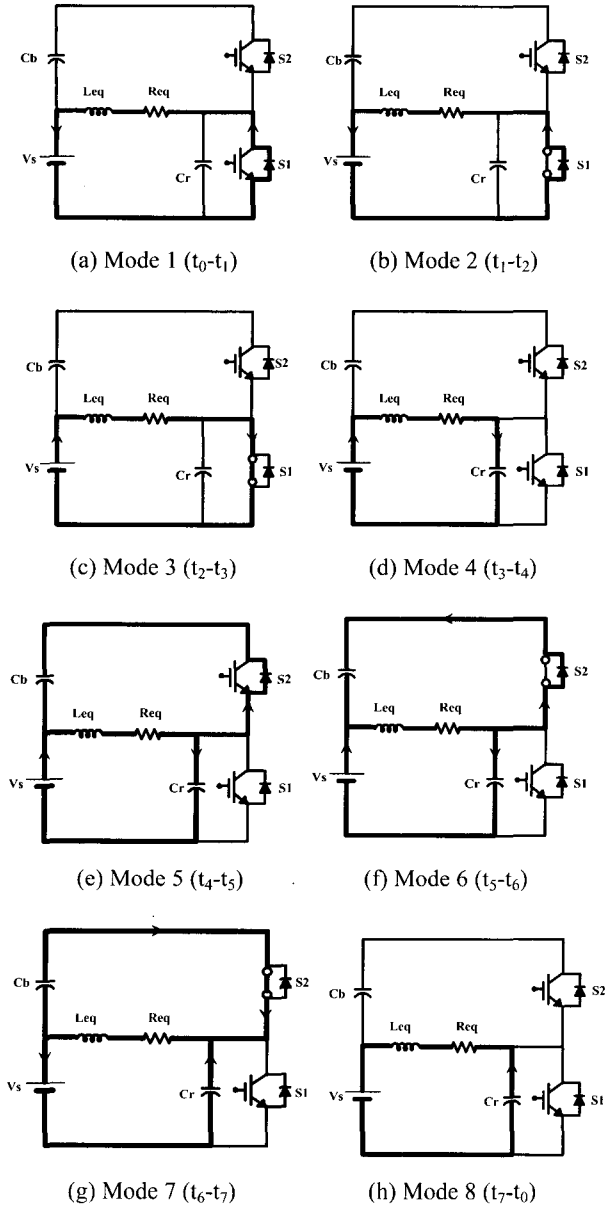 Cb
S2
Leq
Req
Vs
Cr
S1
(a) Mode 1 (t₀-t₁)
Cb
S2
Leq
Req
Vs
Cr
S1
(b) Mode 2 (t₁-t₂)
Cb
S2
Leq
Req
Vs
Cr
S1
(c) Mode 3 (t₂-t₃)
Cb
S2
Leq
Req
Vs
Cr
S1
(d) Mode 4 (t₃-t₄)
Cb
S2
Leq
Req
Vs
Cr
S1
(e) Mode 5 (t₄-t₅)
Cb
S2
Leq
Req
Vs
Cr
S1
(f) Mode 6 (t₅-t₆)
Cb
S2
Leq
Req
Vs
Cr
S1
(g) Mode 7 (t₆-t₇)
Cb
S2
Leq
Req
Vs
Cr
S1
(h) Mode 8 (t₇-t₀)